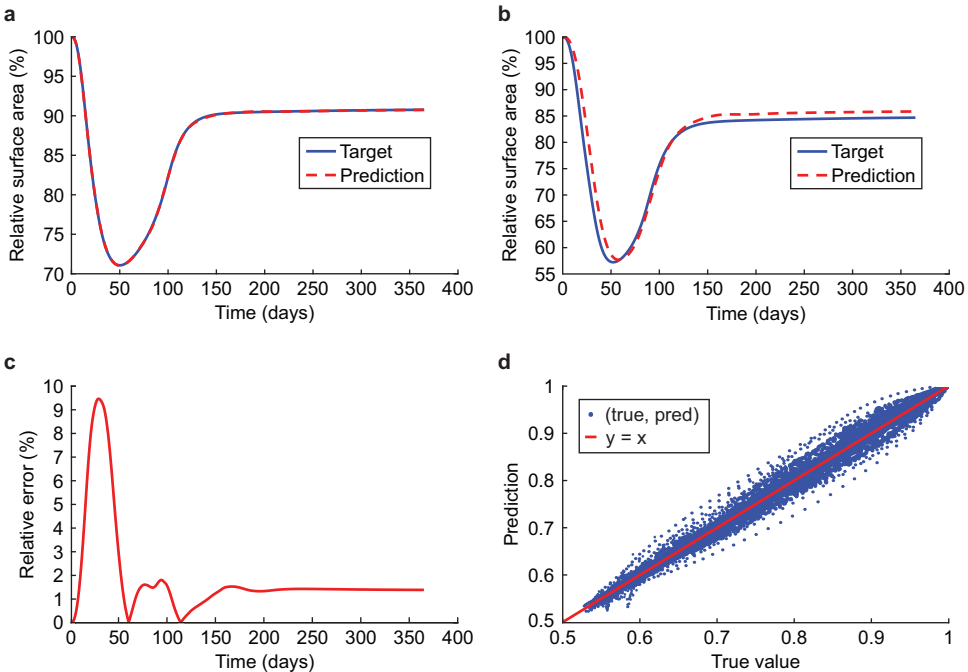 a
Relative surface area (%)
100
95
90
85
80
75
70
0 50 100 150 200 250 300 350 400
Time (days)
Target
Prediction
b
Relative surface area (%)
100
95
90
85
80
75
70
65
60
55
0 50 100 150 200 250 300 350 400
Time (days)
Target
Prediction
c
Relative error (%)
10
9
8
7
6
5
4
3
2
1
0
0 50 100 150 200 250 300 350 400
Time (days)
d
Prediction
1
0.9
0.8
0.7
0.6
0.5
0.5 0.6 0.7 0.8 0.9 1
True value
(true, pred)
y = x